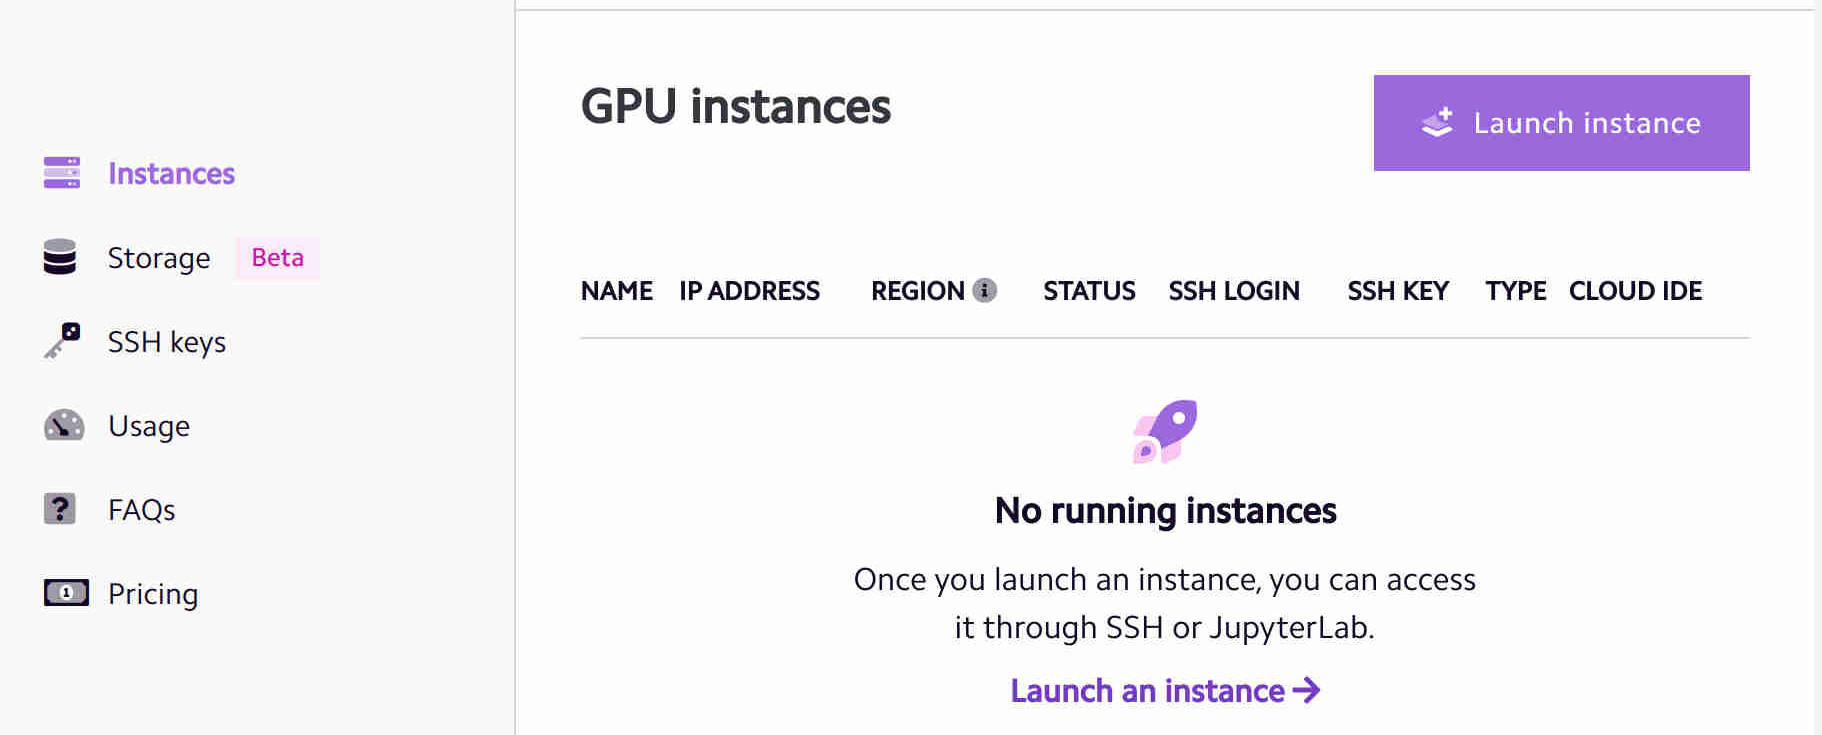 Instances
Storage Beta
SSH keys
Usage
FAQs
1 Pricing
GPU instances
Launch instance
NAME IP ADDRESS REGION STATUS SSH LOGIN SSH KEY TYPE CLOUD IDE
No running instances
Once you launch an instance, you can access
it through SSH or JupyterLab.
Launch an instance →